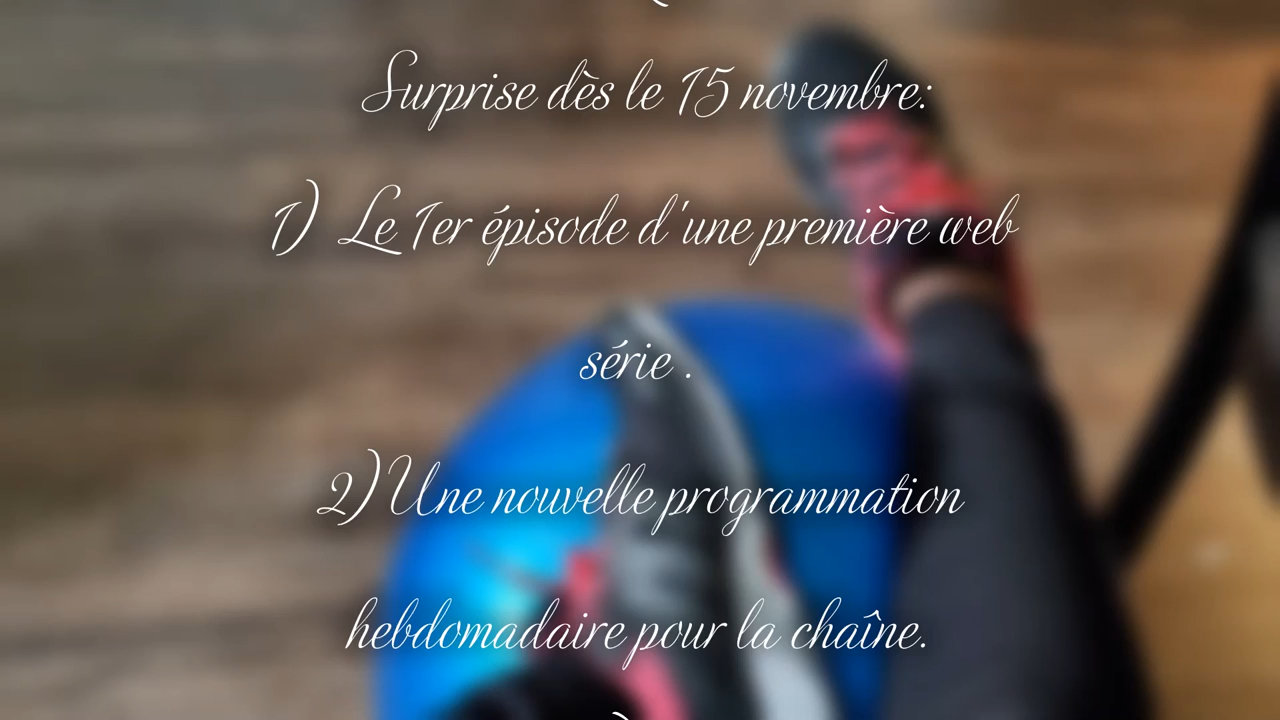 Surprise dès le 15 novembre:
1) Le 1er épisode d'une première web
série .
2)Une nouvelle programmation
hebdomadaire pour la chaîne.